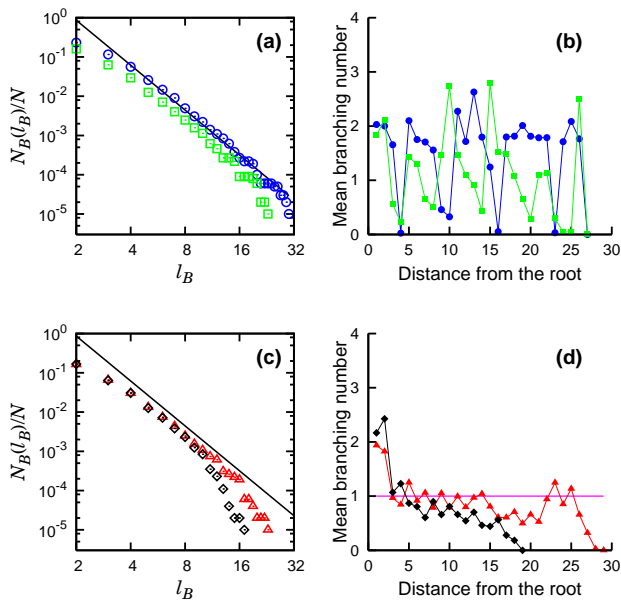 (a)
N_B(l_B)/N
10^0
10^-1
10^-2
10^-3
10^-4
10^-5
2 4 8 16 32
l_B
(b)
Mean branching number
4
3
2
1
0
0 5 10 15 20 25 30
Distance from the root
(c)
N_B(l_B)/N
10^0
10^-1
10^-2
10^-3
10^-4
10^-5
2 4 8 16 32
l_B
(d)
Mean branching number
4
3
2
1
0
0 5 10 15 20 25 30
Distance from the root